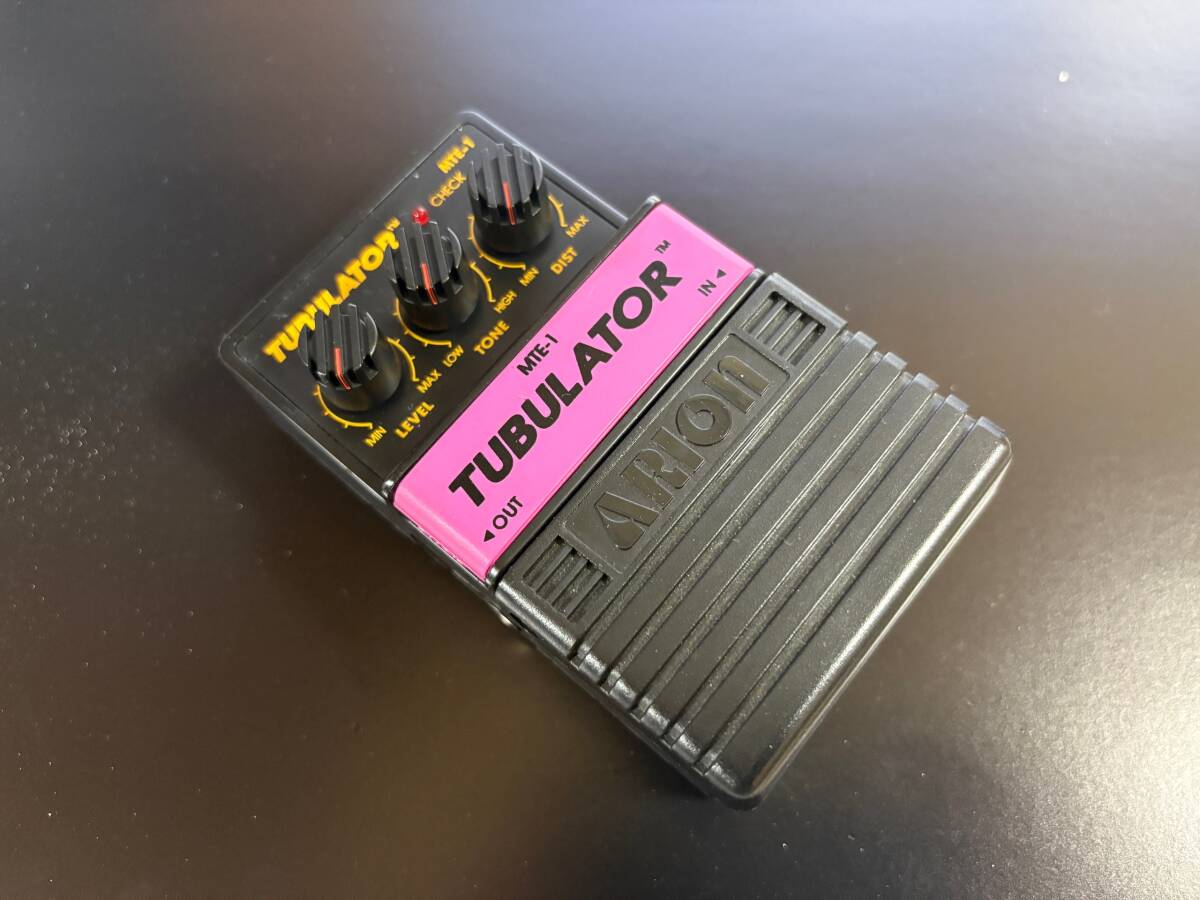 TUBULATOR™
MTE-1
CHECK
MIN MAX
LEVEL
LOW HIGH
TONE
MIN MAX
DIST
MTE-1
TUBULATOR™
◄OUT
IN◄
ARION